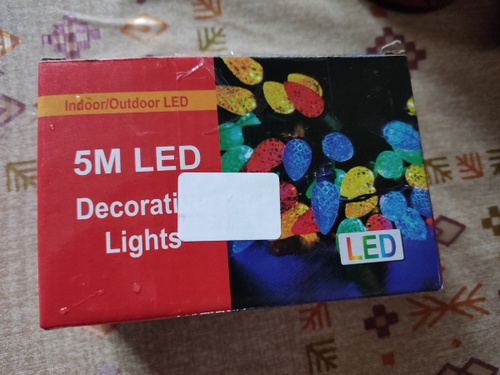 Indoor/Outdoor LED
5M LED
Decorati
Lights
LED